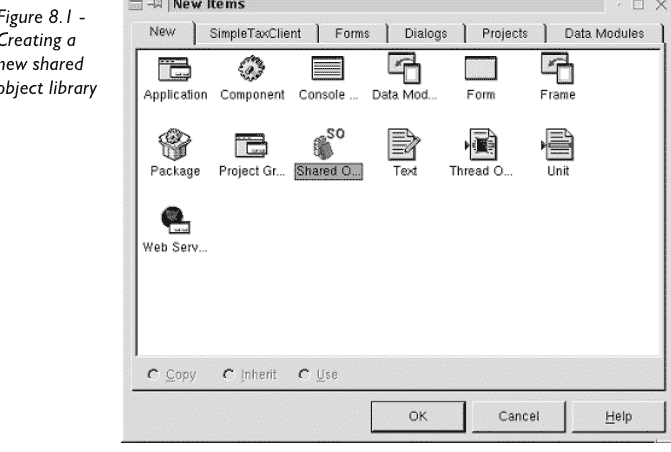 Figure 8.1 -
Creating a
new shared
object library
New Items
New SimpleTaxClient Forms Dialogs Projects Data Modules
Application Component Console ... Data Mod... Form Frame
SO
Package Project Gr... Shared O... Text Thread O... Unit
Web Serv...
Copy Inherit Use
OK Cancel Help